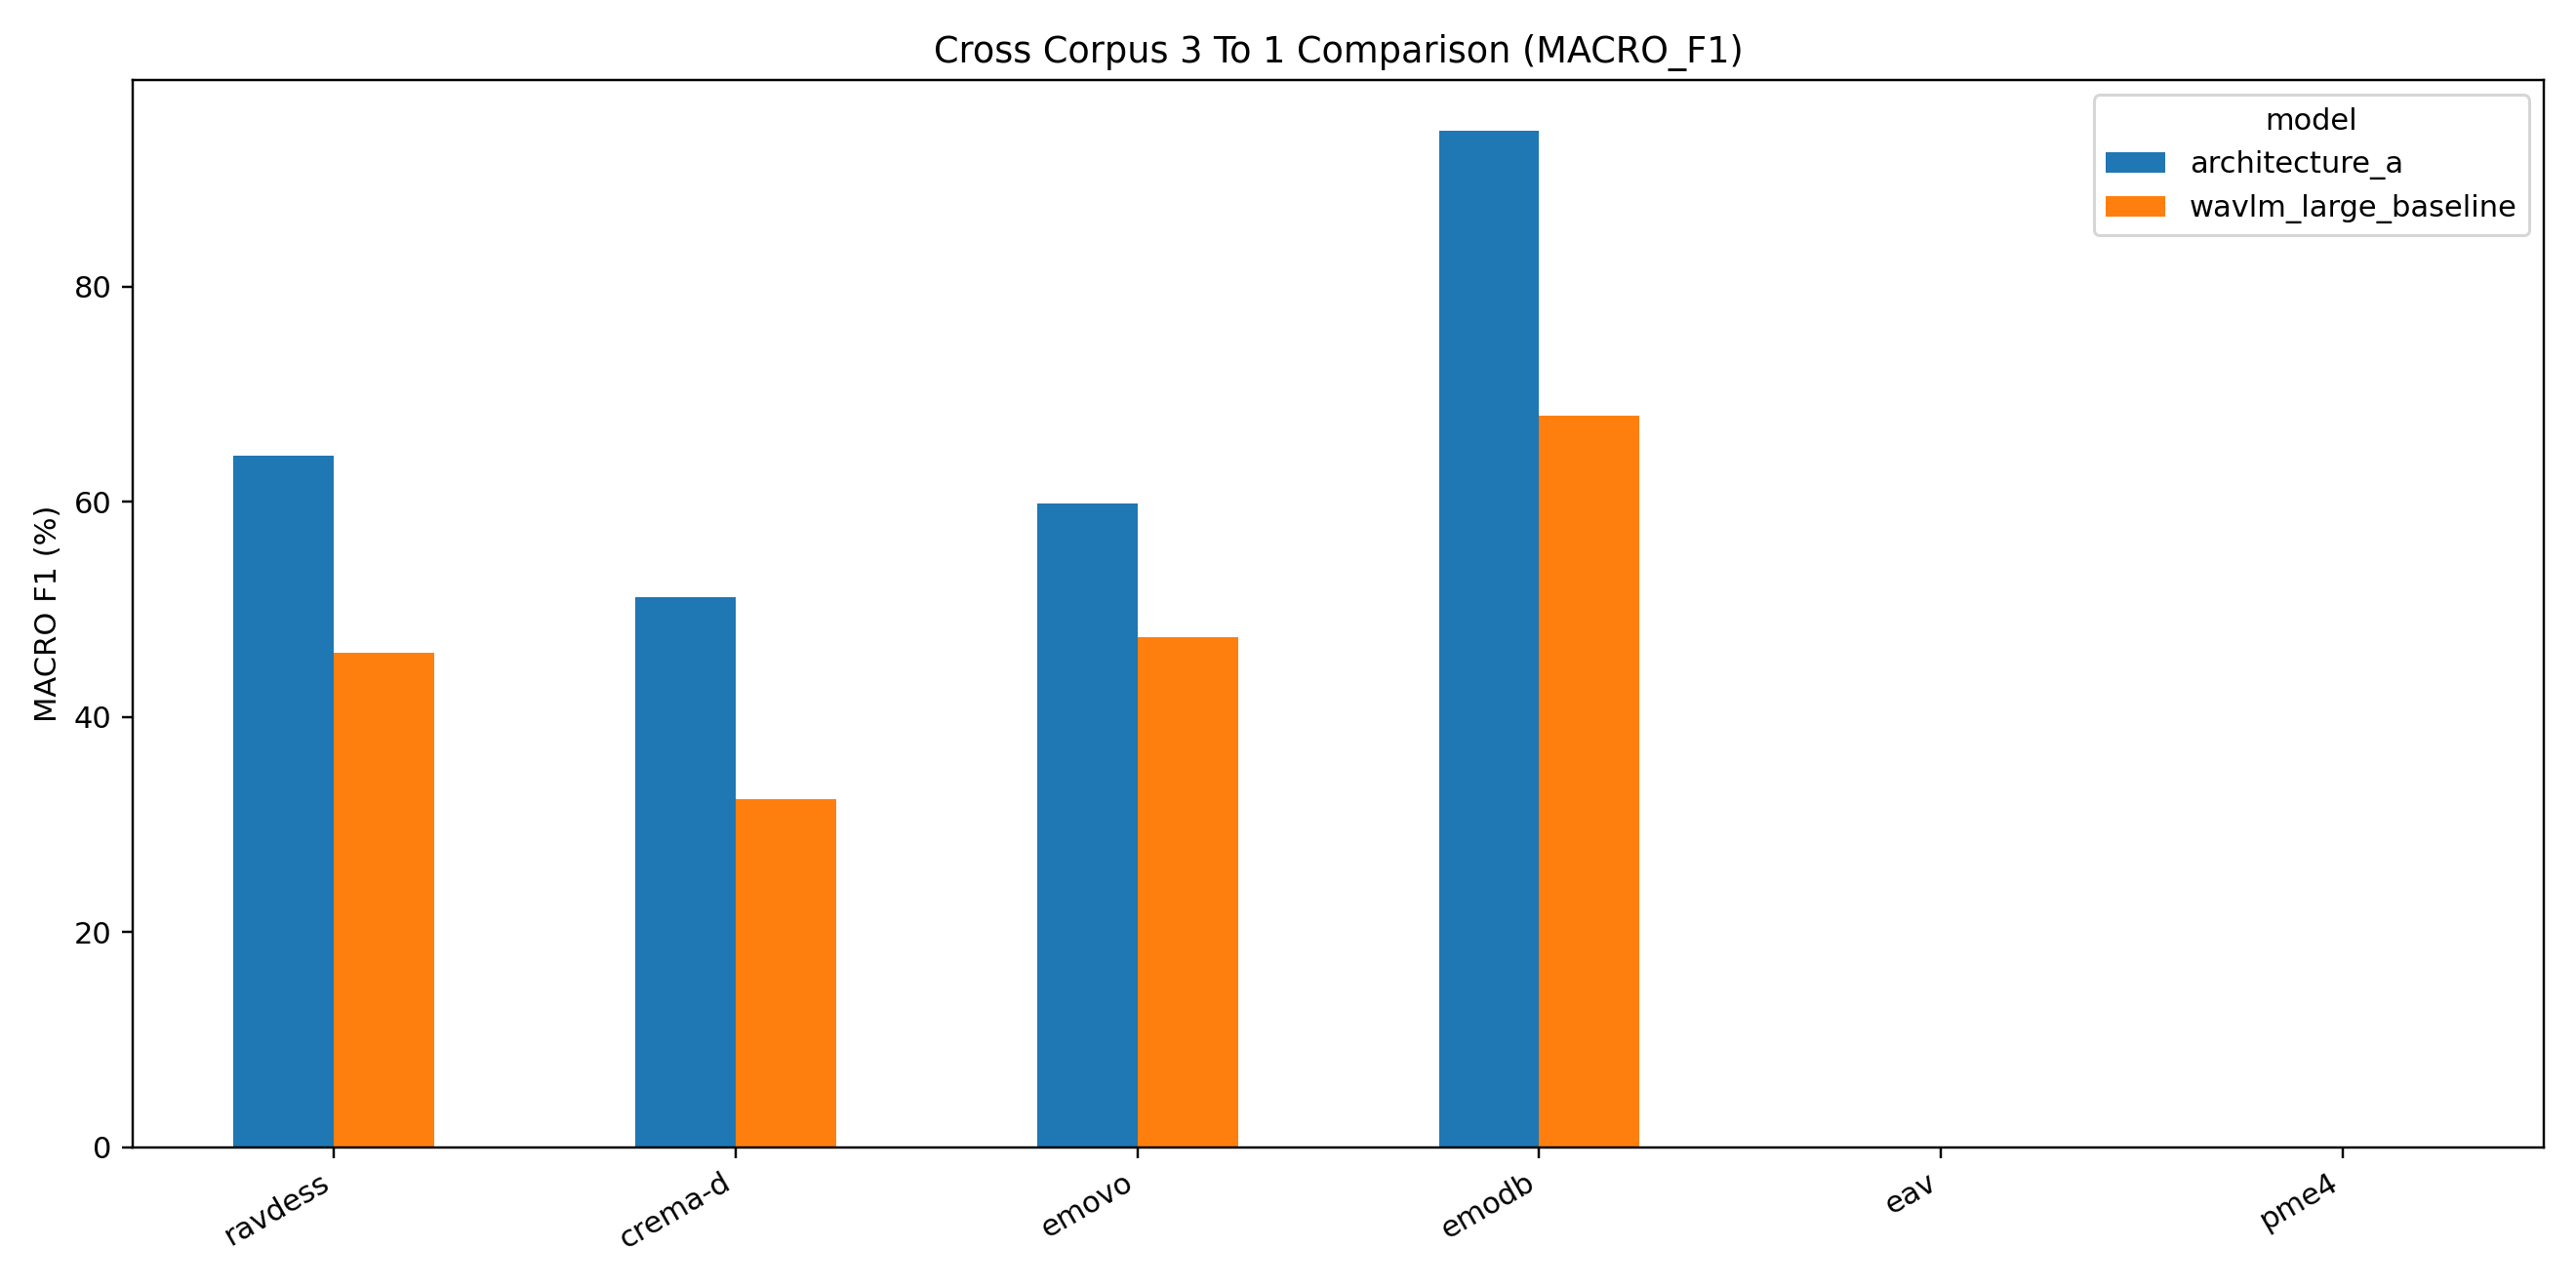 Cross Corpus 3 To 1 Comparison (MACRO_F1)
model
architecture_a
wavlm_large_baseline
MACRO F1 (%)
80
60
40
20
0
ravdess
crema-d
emovo
emodb
eav
pme4